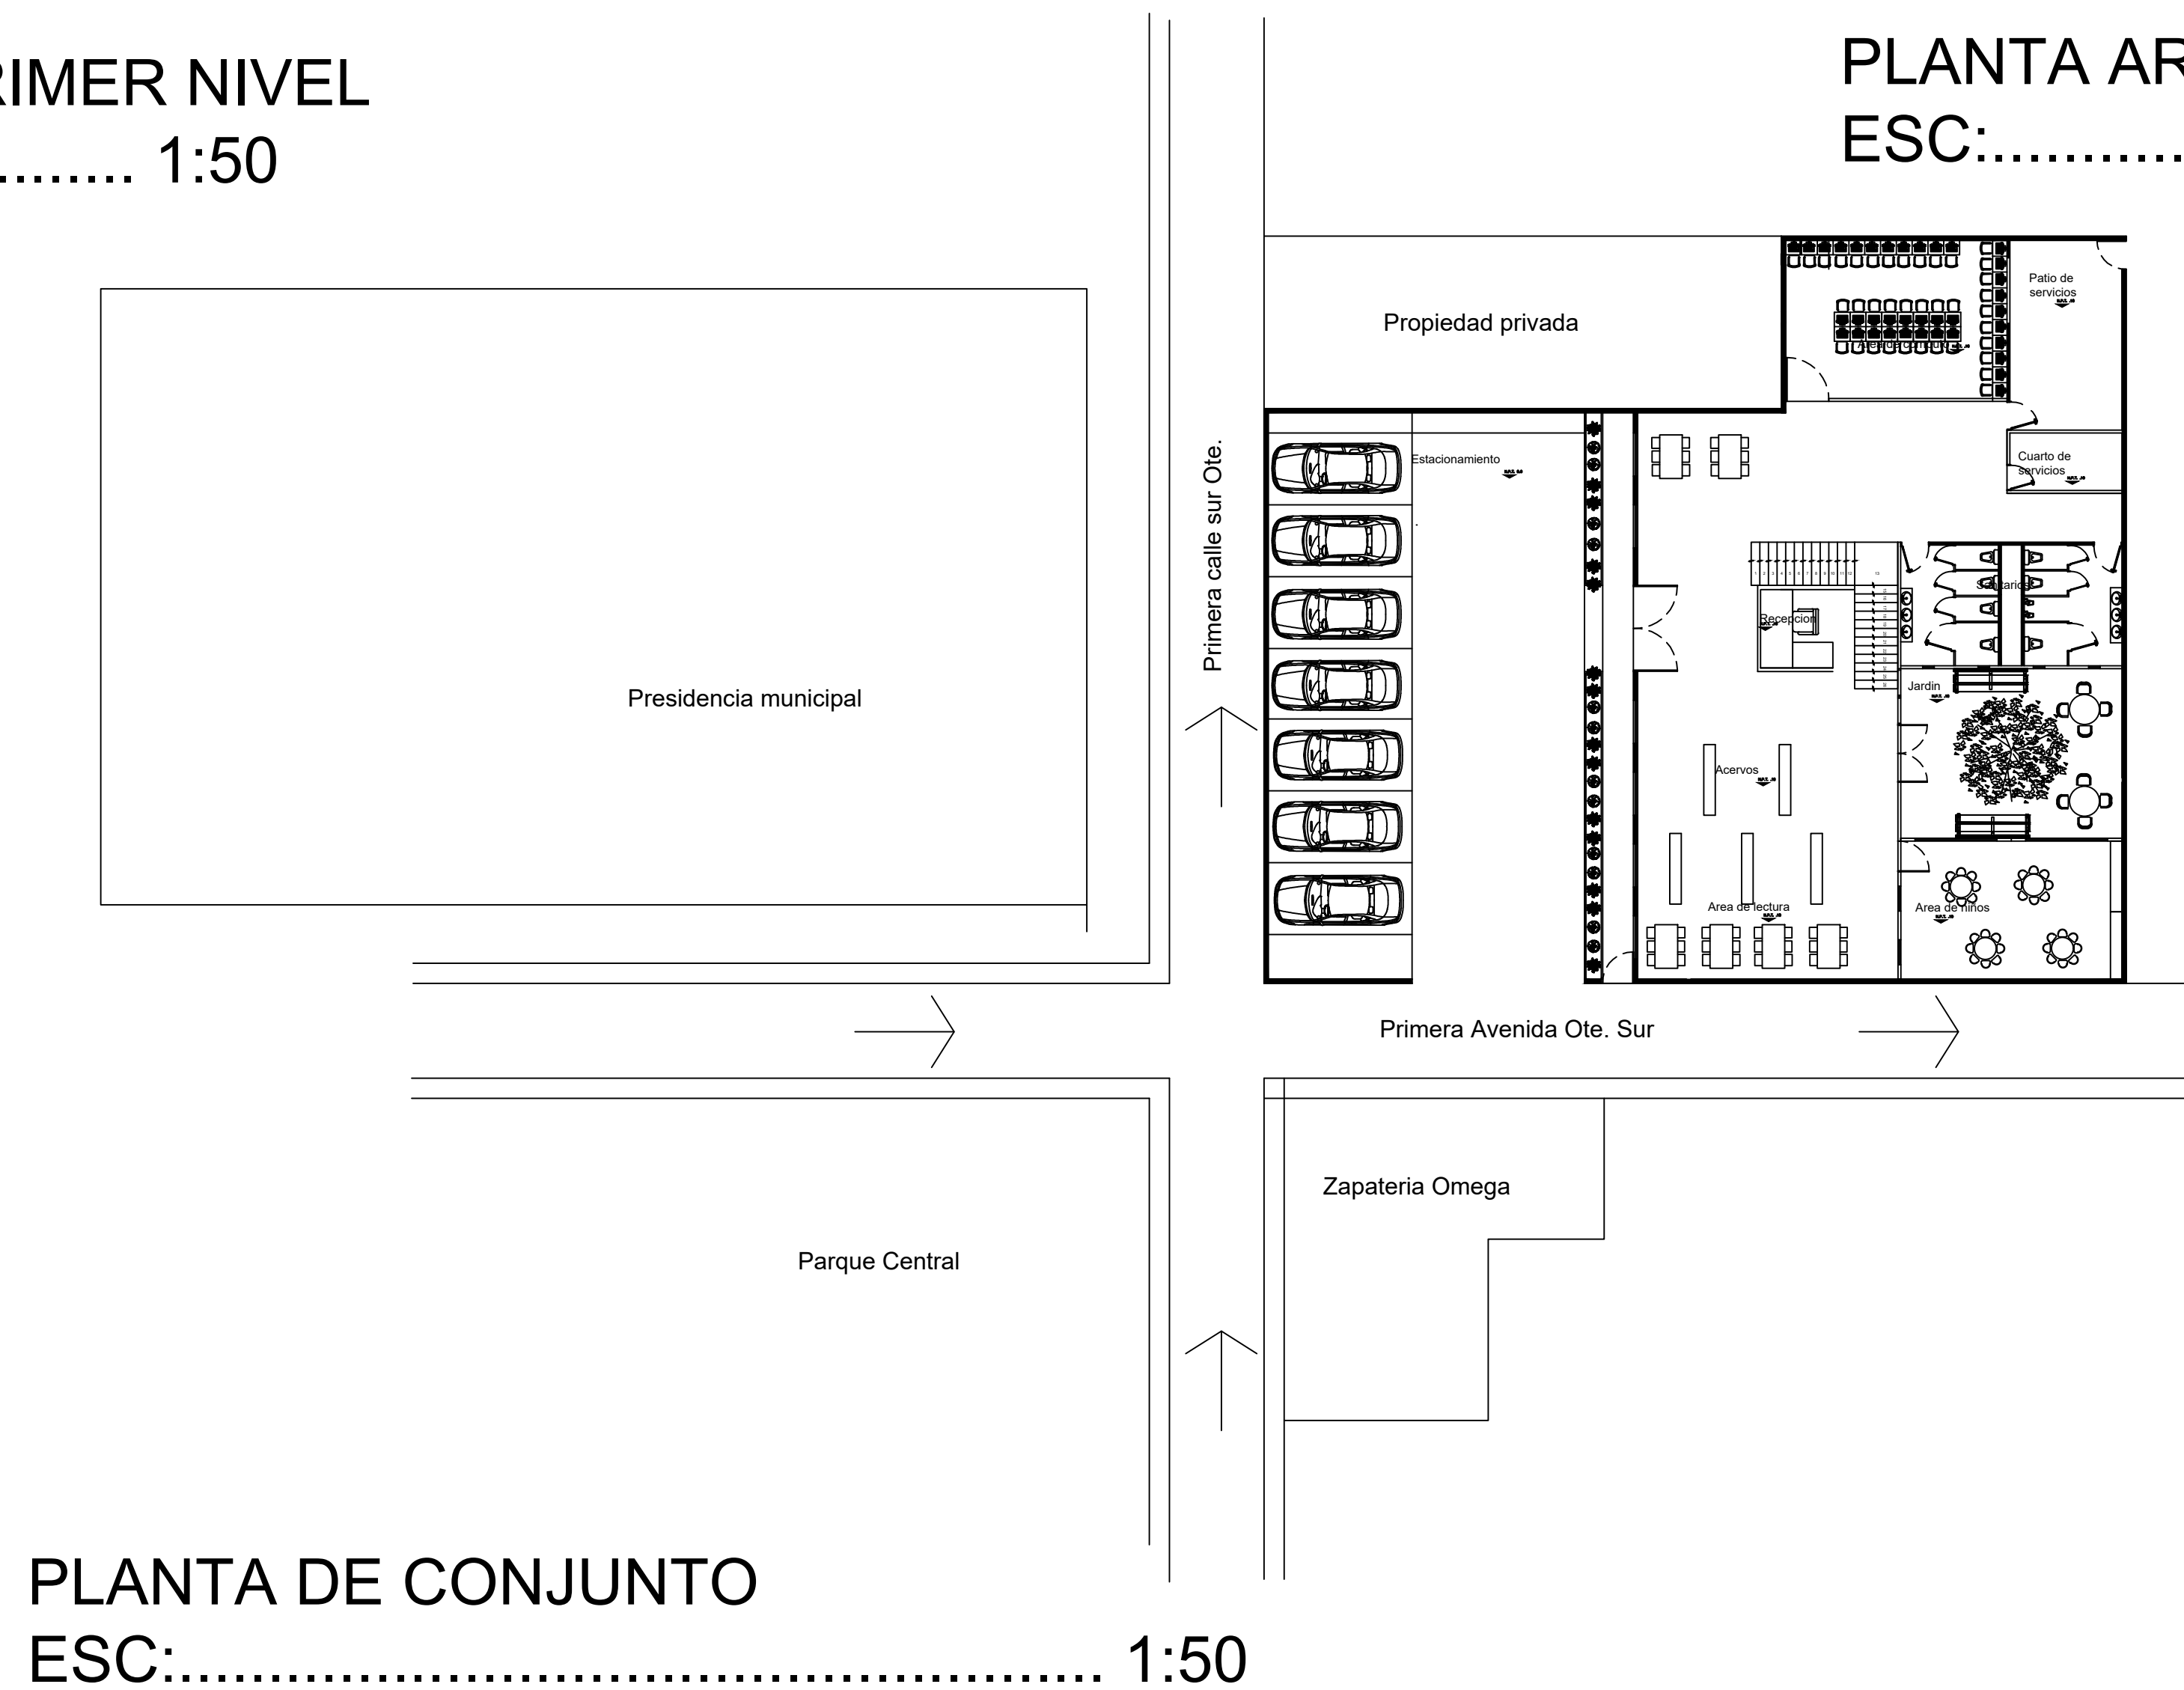 RIMER NIVEL
.......... 1:50
PLANTA AR
ESC:.............
Propiedad privada
Patio de
servicios
Estacionamiento
Cuarto de
servicios
Primera calle sur Ote.
Sanitarios
Recepcion
Presidencia municipal
Jardin
Acervos
Area de lectura
Area de niños
Primera Avenida Ote. Sur
Zapateria Omega
Parque Central
PLANTA DE CONJUNTO
ESC:.................................................. 1:50